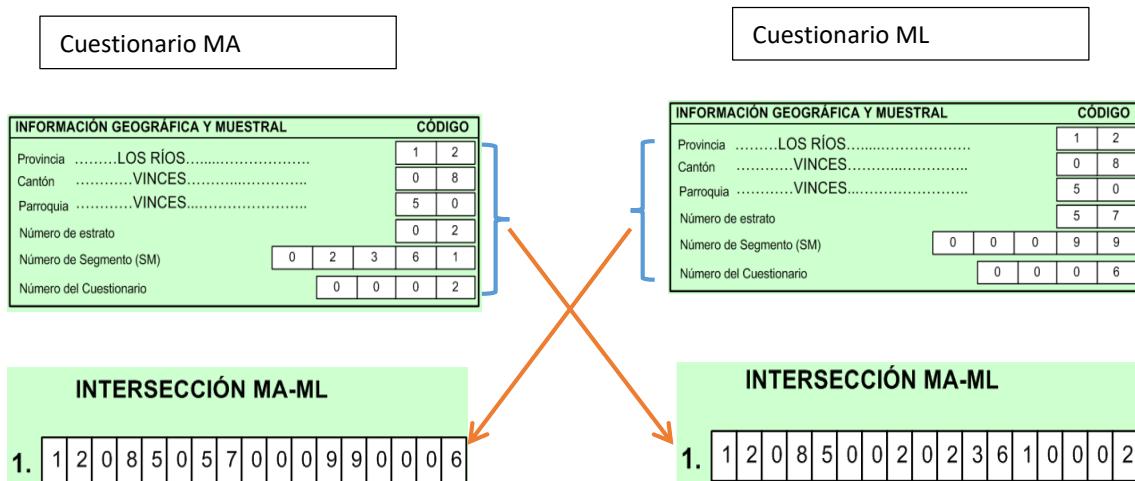 Cuestionario MA
Cuestionario ML
INFORMACIÓN GEOGRÁFICA Y MUESTRAL CÓDIGO
Provincia .........LOS RÍOS........................ 1 2
Cantón ............VINCES......................... 0 8
Parroquia ............VINCES......................... 5 0
Número de estrato 0 2
Número de Segmento (SM) 0 2 3 6 1
Número del Cuestionario 0 0 0 2
INFORMACIÓN GEOGRÁFICA Y MUESTRAL CÓDIGO
Provincia .........LOS RÍOS........................ 1 2
Cantón ............VINCES......................... 0 8
Parroquia ............VINCES......................... 5 0
Número de estrato 5 7
Número de Segmento (SM) 0 0 0 9 9
Número del Cuestionario 0 0 0 6
INTERSECCIÓN MA-ML
1. 1 2 0 8 5 0 5 7 0 0 0 9 9 0 0 0 6
INTERSECCIÓN MA-ML
1. 1 2 0 8 5 0 0 2 0 2 3 6 1 0 0 0 2